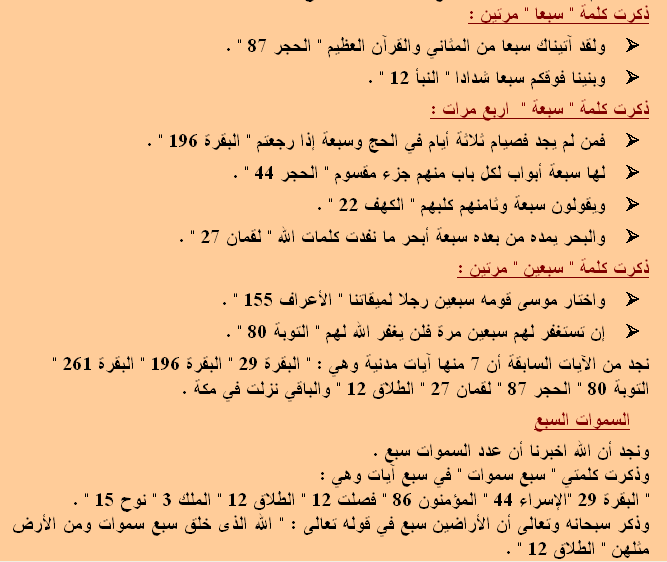 ذكرت كلمة " سبعا " مرتين :
ولقد آتيناك سبعا من المثاني والقرآن العظيم " الحجر 87 " .
وبنينا فوقكم سبعا شدادا " النبأ 12 " .
ذكرت كلمة " سبعة " اربع مرات :
فمن لم يجد فصيام ثلاثة أيام في الحج وسبعة إذا رجعتم " البقرة 196 " .
لها سبعة أبواب لكل باب منهم جزء مقسوم " الحجر 44 " .
ويقولون سبعة وثامنهم كلبهم " الكهف 22 " .
والبحر يمده من بعده سبعة أبحر ما نفدت كلمات الله " لقمان 27 " .
ذكرت كلمة " سبعين " مرتين :
واختار موسى قومه سبعين رجلا لميقاتنا " الأعراف 155 " .
إن تستغفر لهم سبعين مرة فلن يغفر الله لهم " التوبة 80 " .
نجد من الآيات السابقة أن 7 منها آيات مدنية وهي : " البقرة 29 " البقرة 196 " البقرة 261 "
التوبة 80 " الحجر 87 " لقمان 27 " الطلاق 12 " والباقي نزلت في مكة .
السموات السبع
ونجد أن الله اخبرنا أن عدد السموات سبع .
وذكرت كلمتي " سبع سموات " في سبع آيات وهي :
" البقرة 29 "الإسراء 44 " المؤمنون 86 " فصلت 12 " الطلاق 12 " الملك 3 " نوح 15 " .
وذكر سبحانه وتعالى أن الأراضين سبع في قوله تعالى : " الله الذى خلق سبع سموات ومن الأرض
مثلهن " الطلاق 12 " .